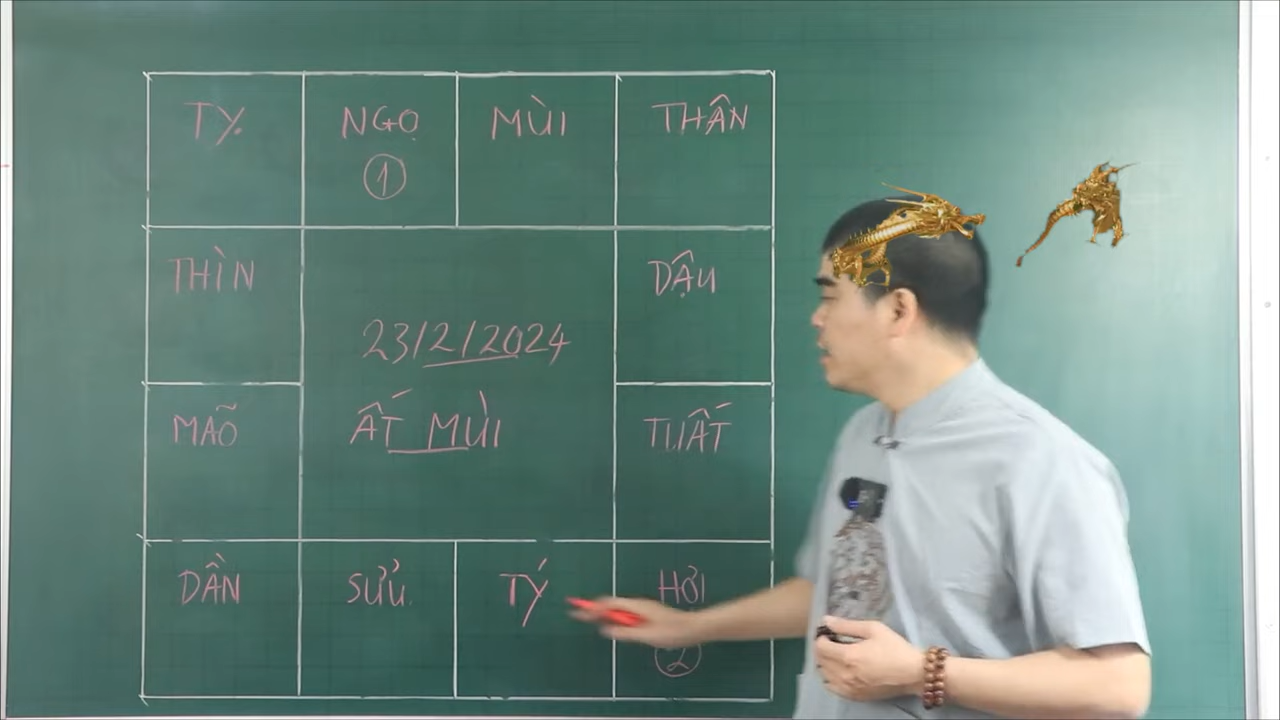 TỴ
NGỌ
1
MÙI
THÂN
THÌN
DẬU
23/2/2024
MÃO
ẤT MÙI
TUẤT
DẦN
SỬU
TÝ
HỢI
2